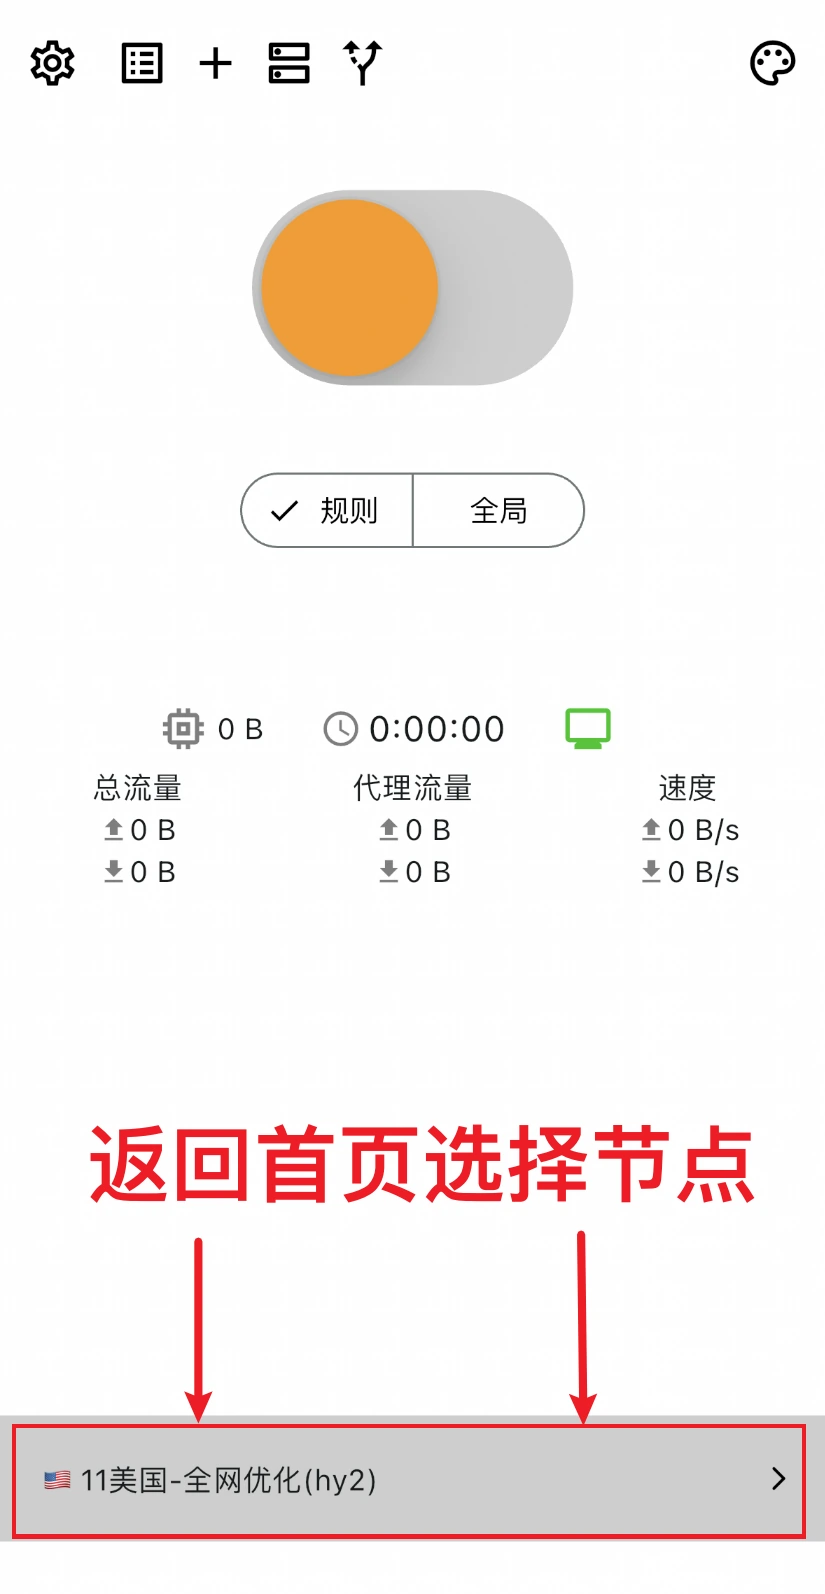 规则 全局
0 B 0:00:00
总流量 代理流量 速度
0 B 0 B 0 B/s
0 B 0 B 0 B/s
返回首页选择节点
11美国-全网优化(hy2)